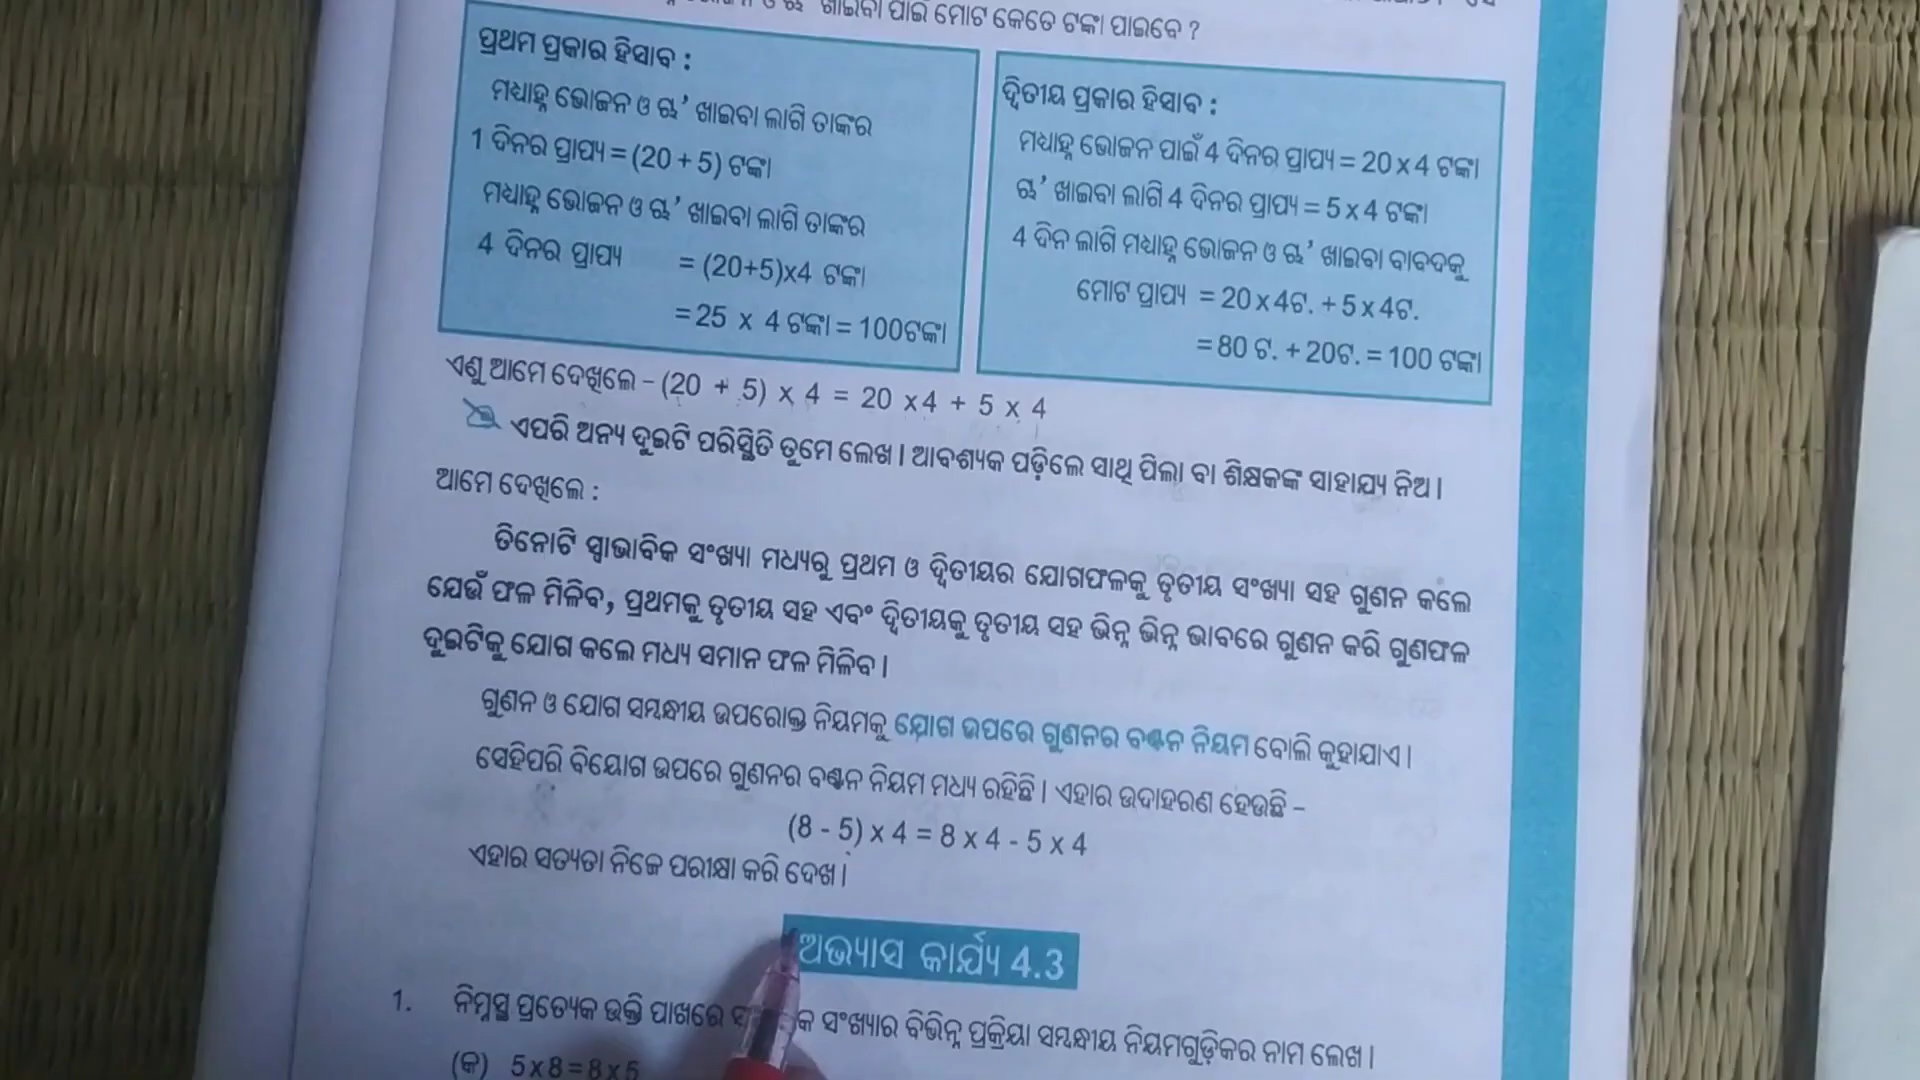 ଖାଇବା ପାଇଁ ମୋଟ କେତେ ଟଙ୍କା ପାଇବେ ?
ପ୍ରଥମ ପ୍ରକାର ହିସାବ :
ମଧ୍ୟାହ୍ନ ଭୋଜନ ଓ ଋ' ଖାଇବା ଲାଗି ତାଙ୍କର
1 ଦିନର ପ୍ରାପ୍ୟ = (20 + 5) ଟଙ୍କା
ମଧ୍ୟାହ୍ନ ଭୋଜନ ଓ ଋ' ଖାଇବା ଲାଗି ତାଙ୍କର
4 ଦିନର ପ୍ରାପ୍ୟ = (20+5)x4 ଟଙ୍କା
= 25 x 4 ଟଙ୍କା = 100ଟଙ୍କା
ଦ୍ୱିତୀୟ ପ୍ରକାର ହିସାବ :
ମଧ୍ୟାହ୍ନ ଭୋଜନ ପାଇଁ 4 ଦିନର ପ୍ରାପ୍ୟ = 20 x 4 ଟଙ୍କା
ଋ' ଖାଇବା ଲାଗି 4 ଦିନର ପ୍ରାପ୍ୟ = 5 x 4 ଟଙ୍କା
4 ଦିନ ଲାଗି ମଧ୍ୟାହ୍ନ ଭୋଜନ ଓ ଋ' ଖାଇବା ବାବଦକୁ
ମୋଟ ପ୍ରାପ୍ୟ = 20 x 4ଟ. + 5 x 4ଟ.
= 80 ଟ. + 20ଟ. = 100 ଟଙ୍କା
ଏଣୁ ଆମେ ଦେଖିଲେ – (20 + 5) x 4 = 20 x4 + 5 x 4
ଏପରି ଅନ୍ୟ ଦୁଇଟି ପରିସ୍ଥିତି ତୁମେ ଲେଖ। ଆବଶ୍ୟକ ପଡ଼ିଲେ ସାଥି ପିଲା ବା ଶିକ୍ଷକଙ୍କ ସାହାଯ୍ୟ ନିଅ।
ଆମେ ଦେଖିଲେ :
ତିନୋଟି ସ୍ୱାଭାବିକ ସଂଖ୍ୟା ମଧ୍ୟରୁ ପ୍ରଥମ ଓ ଦ୍ୱିତୀୟର ଯୋଗଫଳକୁ ତୃତୀୟ ସଂଖ୍ୟା ସହ ଗୁଣନ କଲେ
ଯେଉଁ ଫଳ ମିଳିବ, ପ୍ରଥମକୁ ତୃତୀୟ ସହ ଏବଂ ଦ୍ୱିତୀୟକୁ ତୃତୀୟ ସହ ଭିନ୍ନ ଭିନ୍ନ ଭାବରେ ଗୁଣନ କରି ଗୁଣଫଳ
ଦୁଇଟିକୁ ଯୋଗ କଲେ ମଧ୍ୟ ସମାନ ଫଳ ମିଳିବ।
ଗୁଣନ ଓ ଯୋଗ ସମ୍ବନ୍ଧୀୟ ଉପରୋକ୍ତ ନିୟମକୁ ଯୋଗ ଉପରେ ଗୁଣନର ବଣ୍ଟନ ନିୟମ ବୋଲି କୁହାଯାଏ।
ସେହିପରି ବିୟୋଗ ଉପରେ ଗୁଣନର ବଣ୍ଟନ ନିୟମ ମଧ୍ୟ ରହିଛି। ଏହାର ଉଦାହରଣ ହେଉଛି –
(8 - 5) x 4 = 8 x 4 - 5 x 4
ଏହାର ସତ୍ୟତା ନିଜେ ପରୀକ୍ଷା କରି ଦେଖ।
ଅଭ୍ୟାସ କାର୍ଯ୍ୟ 4.3
1. ନିମ୍ନସ୍ଥ ପ୍ରତ୍ୟେକ ଉକ୍ତି ପାଖରେ ସଂଖ୍ୟାର ବିଭିନ୍ନ ପ୍ରକ୍ରିୟା ସମ୍ବନ୍ଧୀୟ ନିୟମଗୁଡ଼ିକର ନାମ ଲେଖ।
(କ) 5x8=8x5